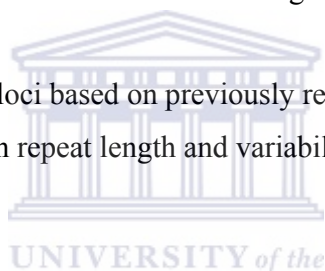 loci based on previously re
n repeat length and variabil
UNIVERSITY of the